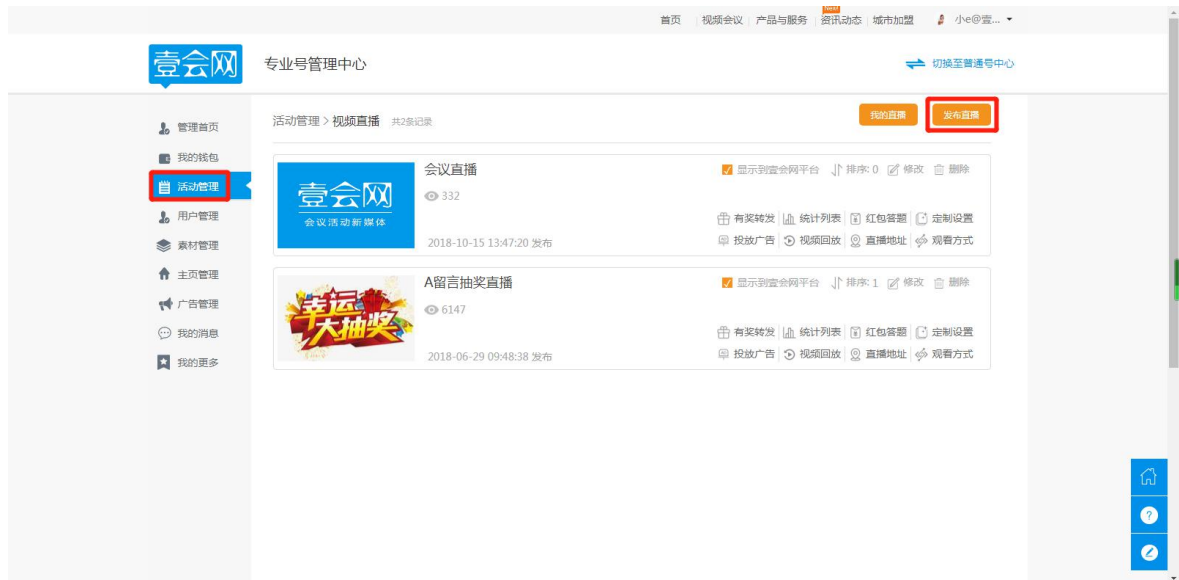 首页 视频会议 产品与服务 资讯动态 New 城市加盟 小e@壹...
壹会网 专业号管理中心 切换至普通号中心
管理首页
我的钱包
活动管理
用户管理
素材管理
主页管理
广告管理
我的消息
我的更多
活动管理 > 视频直播 共2条记录 我的直播 发布直播
壹会网
会议活动新媒体
会议直播
332
2018-10-15 13:47:20 发布
显示到壹会网平台 排序: 0 修改 删除
有奖转发 统计列表 红包答题 定制设置
投放广告 视频回放 直播地址 观看方式
幸运大抽奖
A留言抽奖直播
6147
2018-06-29 09:48:38 发布
显示到壹会网平台 排序: 1 修改 删除
有奖转发 统计列表 红包答题 定制设置
投放广告 视频回放 直播地址 观看方式